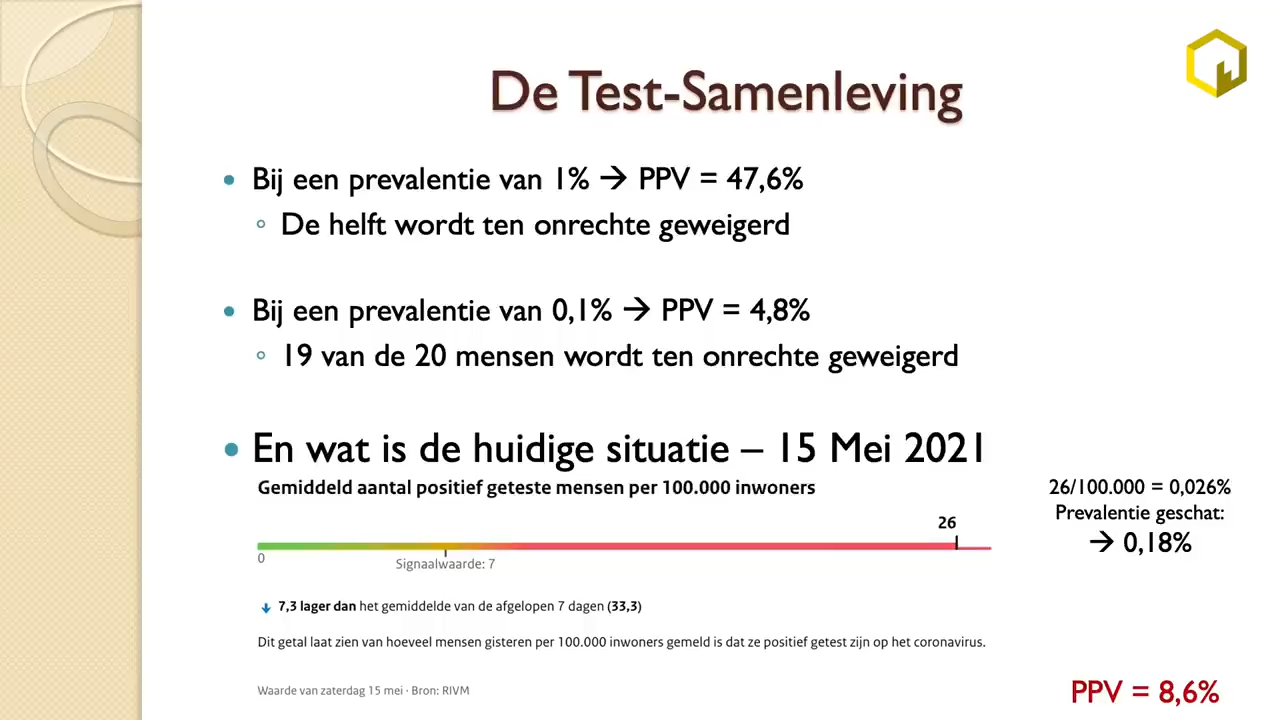 De Test-Samenleving
• Bij een prevalentie van 1% → PPV = 47,6%
◦ De helft wordt ten onrechte geweigerd
• Bij een prevalentie van 0,1% → PPV = 4,8%
◦ 19 van de 20 mensen wordt ten onrechte geweigerd
• En wat is de huidige situatie – 15 Mei 2021
Gemiddeld aantal positief geteste mensen per 100.000 inwoners
26
0
Signaalwaarde: 7
7,3 lager dan het gemiddelde van de afgelopen 7 dagen (33,3)
Dit getal laat zien van hoeveel mensen gisteren per 100.000 inwoners gemeld is dat ze positief getest zijn op het coronavirus.
Waarde van zaterdag 15 mei · Bron: RIVM
26/100.000 = 0,026%
Prevalentie geschat:
→ 0,18%
PPV = 8,6%